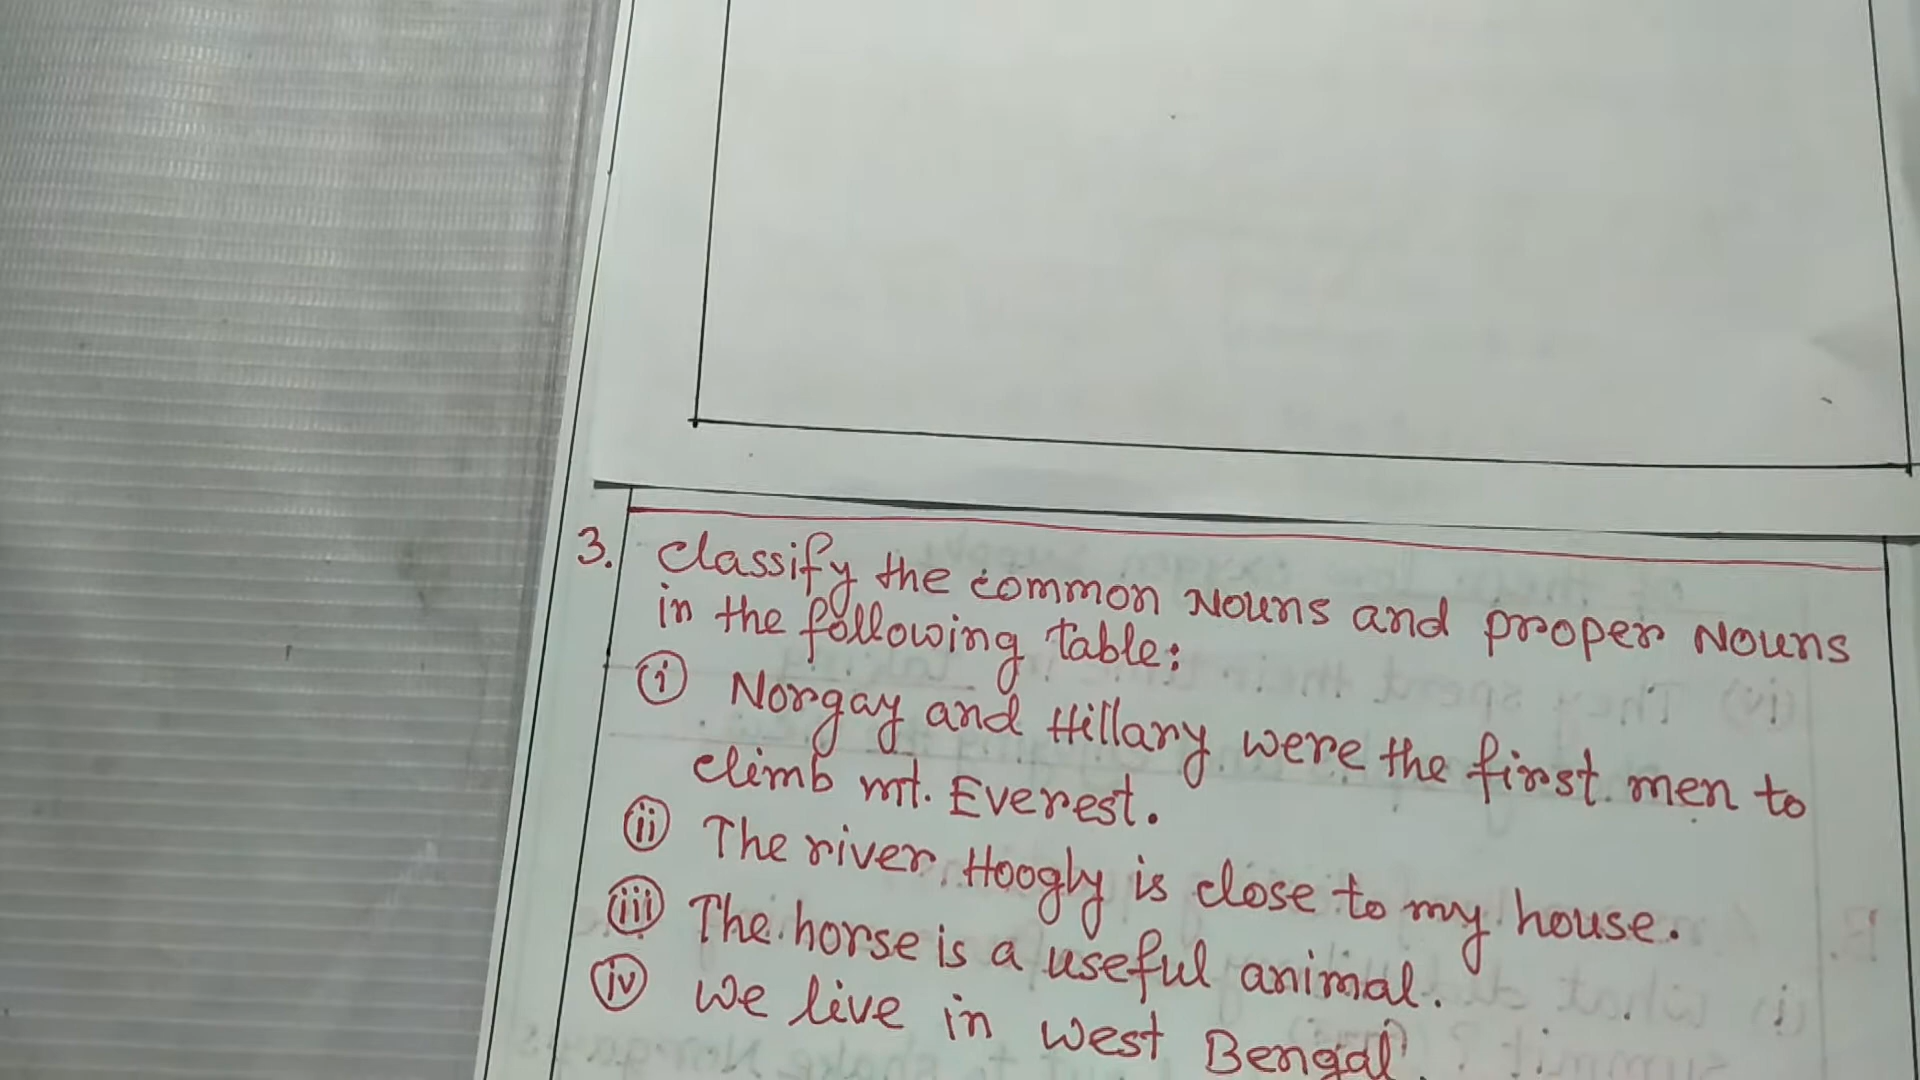 3. Classify the common Nouns and proper Nouns
in the following table:
(i) Norgay and Hillary were the first men to
climb mt. Everest.
(ii) The river Hoogly is close to my house.
(iii) The horse is a useful animal.
(iv) We live in West Bengal.